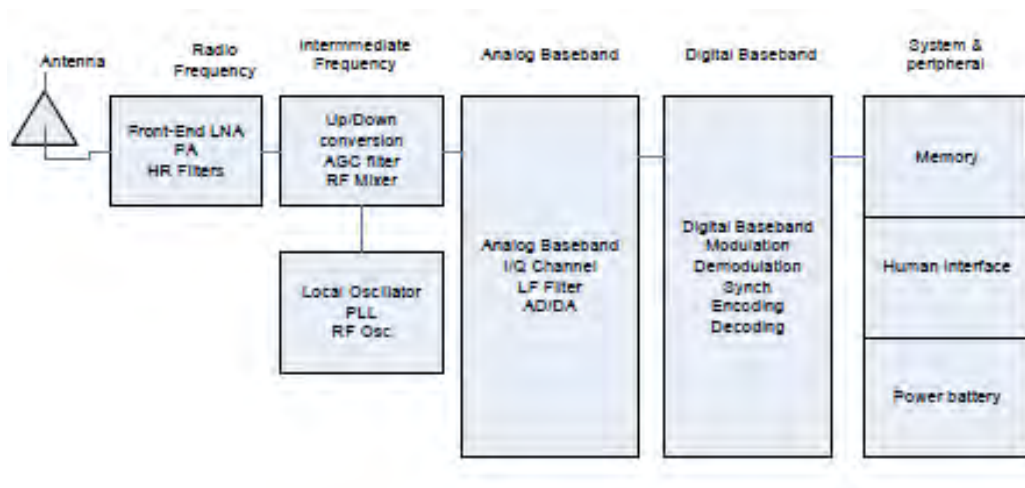 Antenna
Radio
Frequency
Intermmediate
Frequency
Analog Baseband
Digital Baseband
System &
peripheral
Front-End LNA
PA
HR Filters
Up/Down
conversion
AGC filter
RF Mixer
Local Oscillator
PLL
RF Osc.
Analog Baseband
I/Q Channel
LF Filter
AD/DA
Digital Baseband
Modulation
Demodulation
Synch
Encoding
Decoding
Memory
Human Interface
Power battery